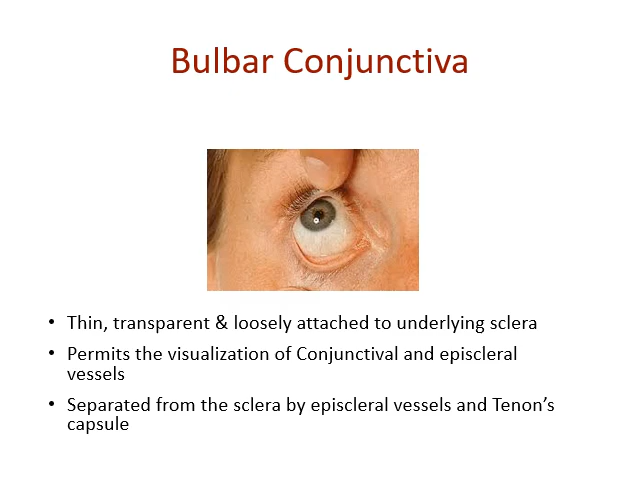 Bulbar Conjunctiva
• Thin, transparent & loosely attached to underlying sclera
• Permits the visualization of Conjunctival and episcleral
vessels
• Separated from the sclera by episcleral vessels and Tenon’s
capsule